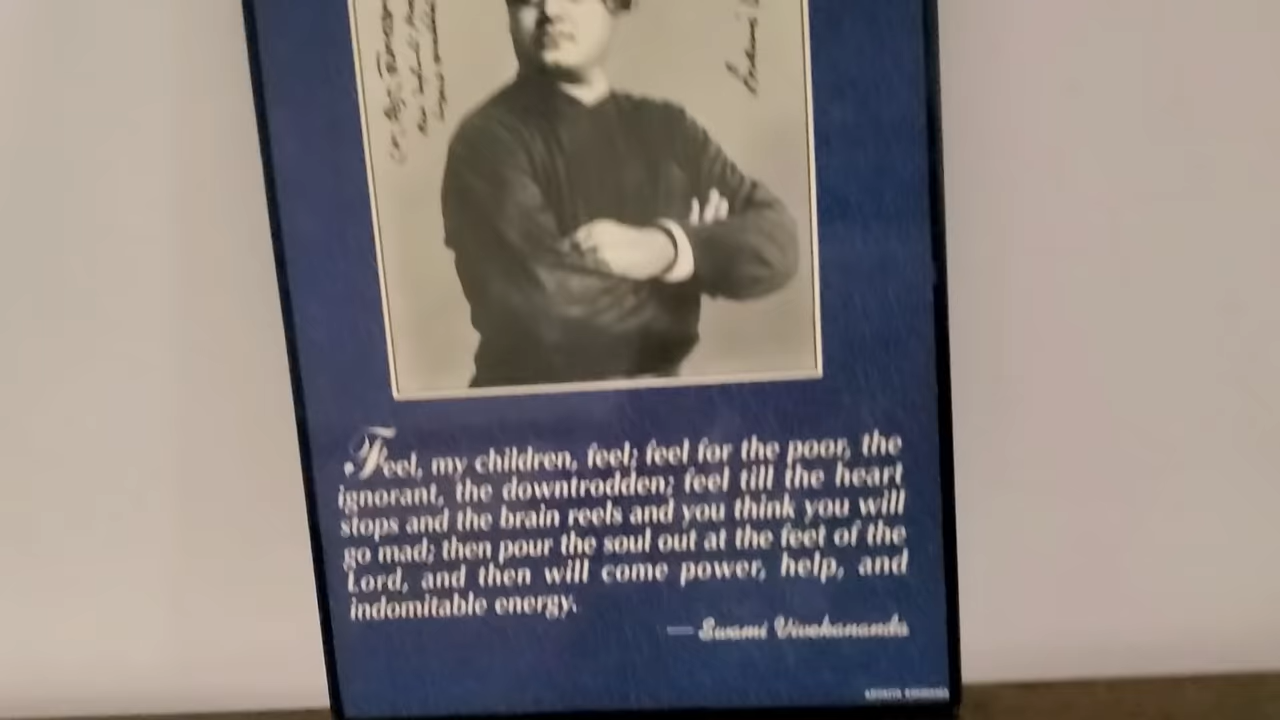 Feel, my children, feel; feel for the poor, the
ignorant, the downtrodden; feel till the heart
stops and the brain reels and you think you will
go mad; then pour the soul out at the feet of the
Lord, and then will come power, help, and
indomitable energy.
— Swami Vivekananda